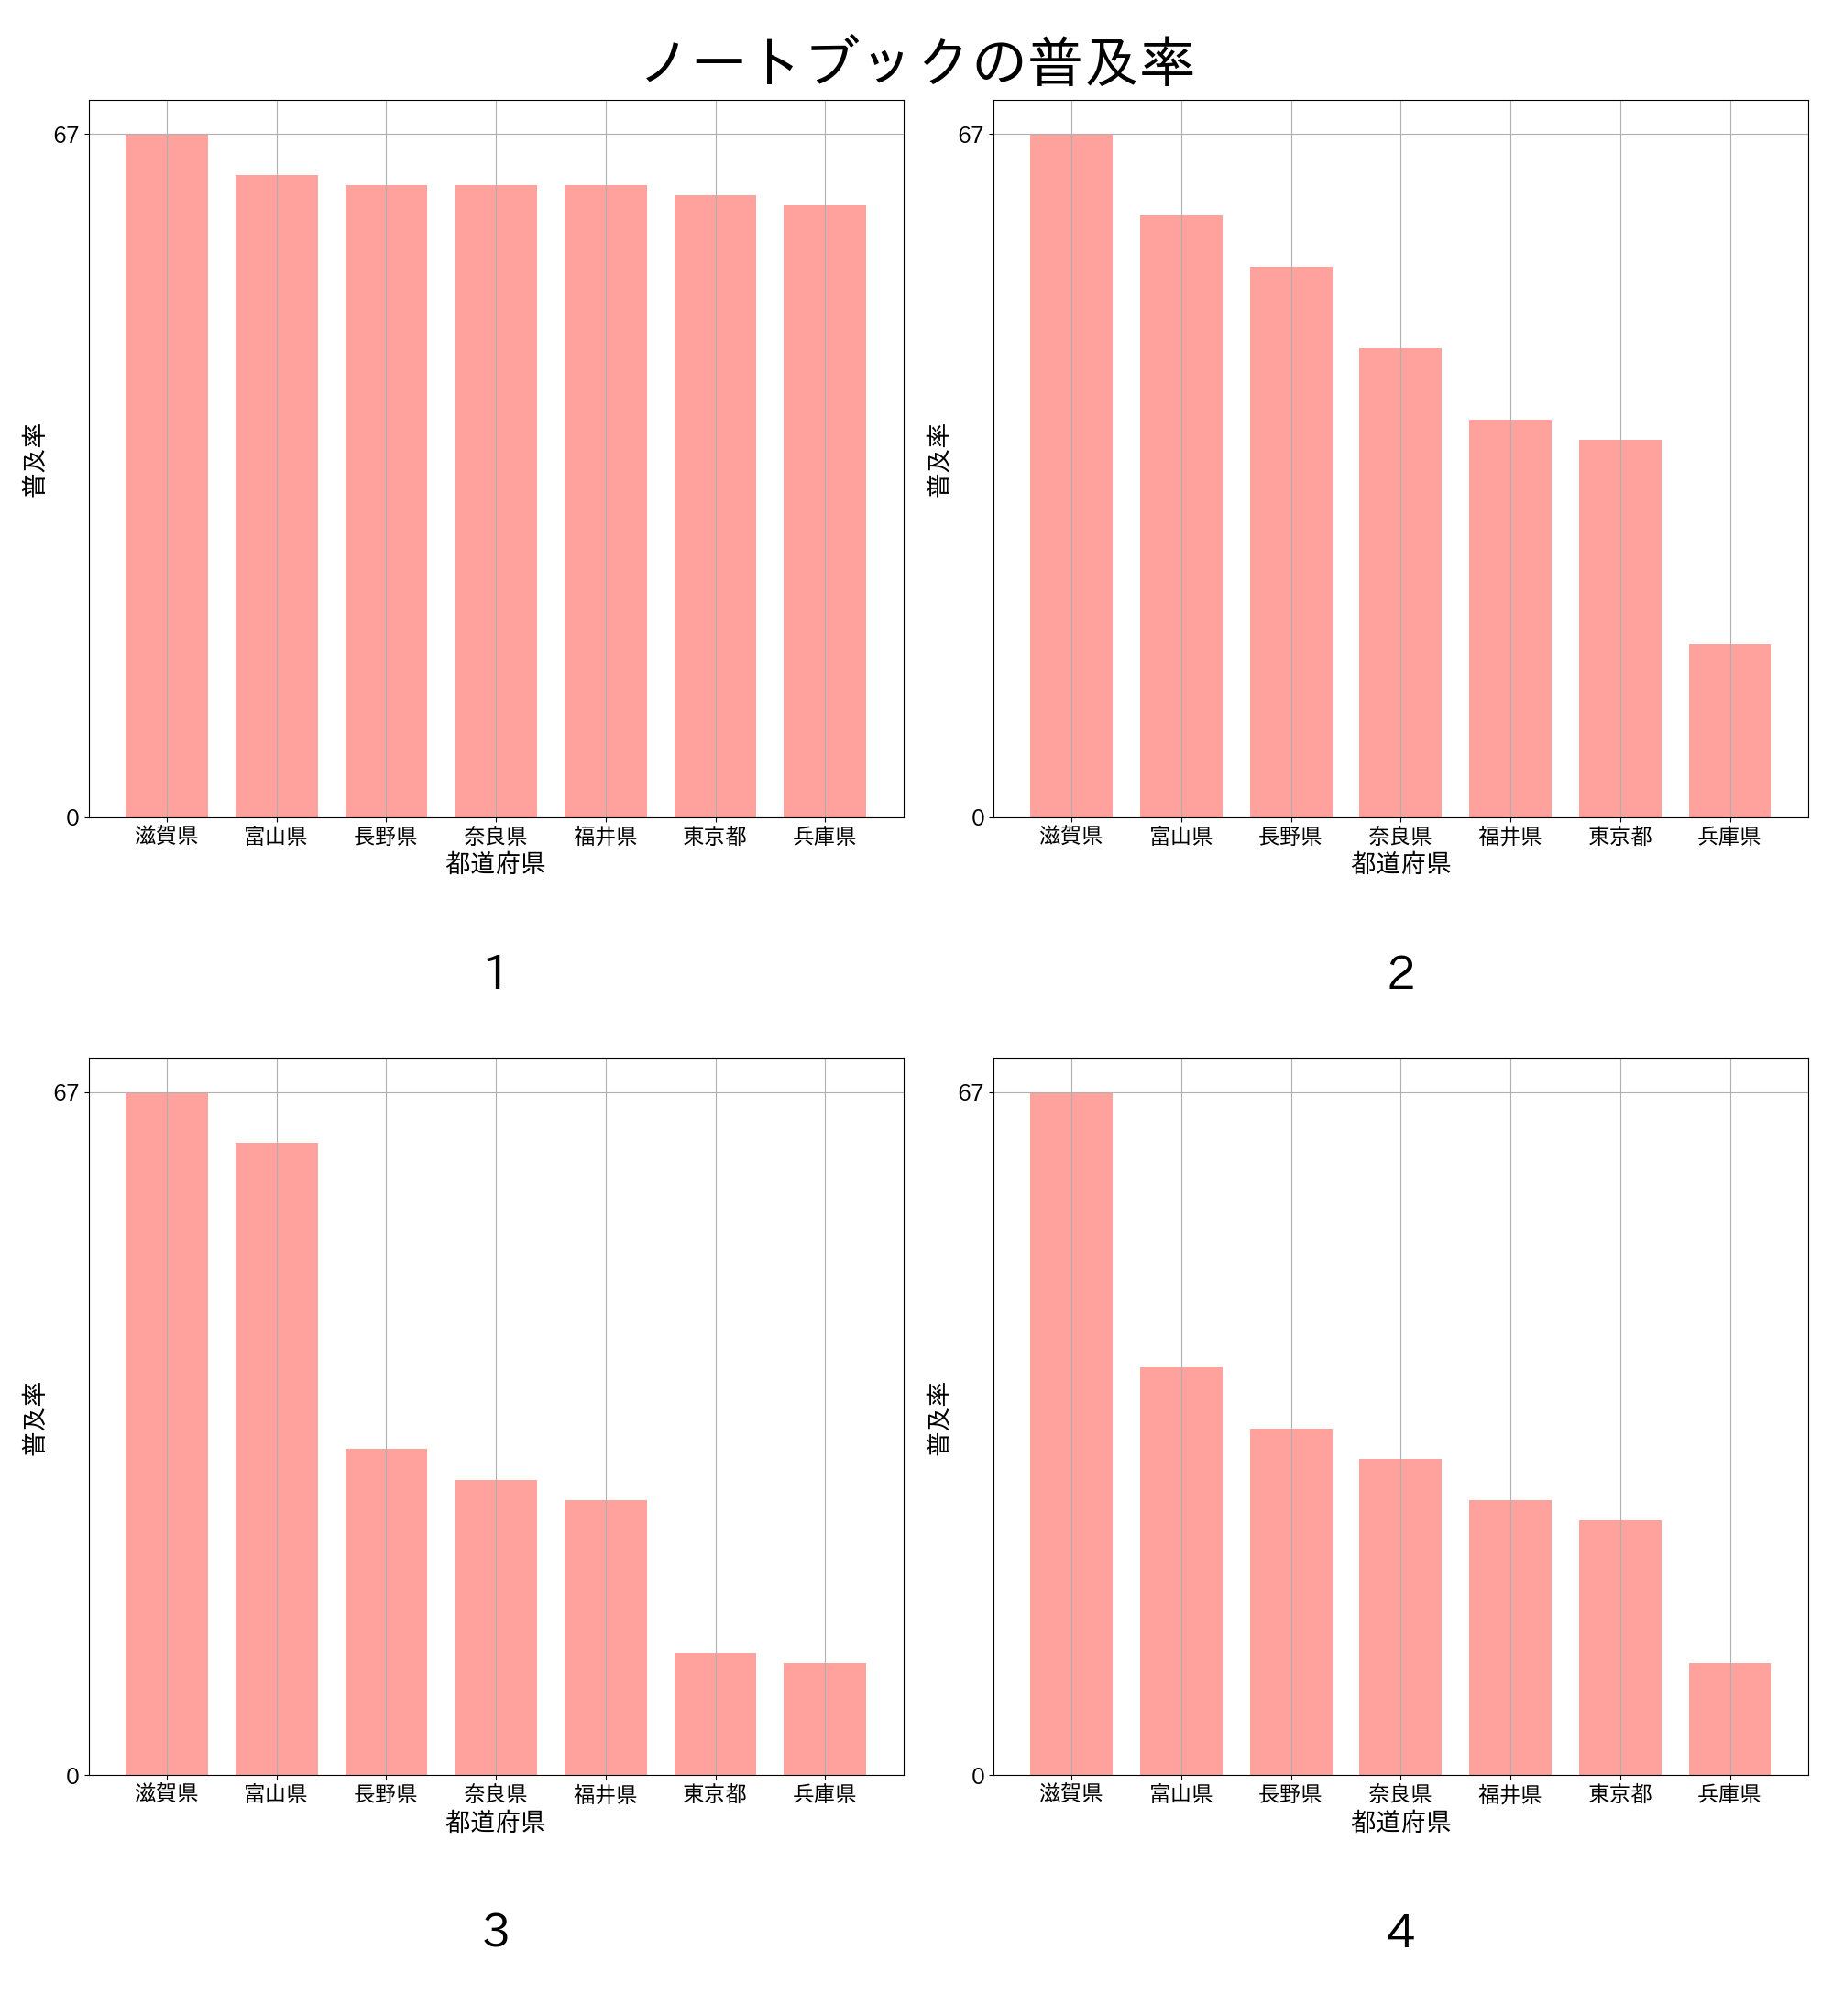 ノートブックの普及率
67
0
普及率
滋賀県 富山県 長野県 奈良県 福井県 東京都 兵庫県
都道府県
1
67
0
普及率
滋賀県 富山県 長野県 奈良県 福井県 東京都 兵庫県
都道府県
2
67
0
普及率
滋賀県 富山県 長野県 奈良県 福井県 東京都 兵庫県
都道府県
3
67
0
普及率
滋賀県 富山県 長野県 奈良県 福井県 東京都 兵庫県
都道府県
4